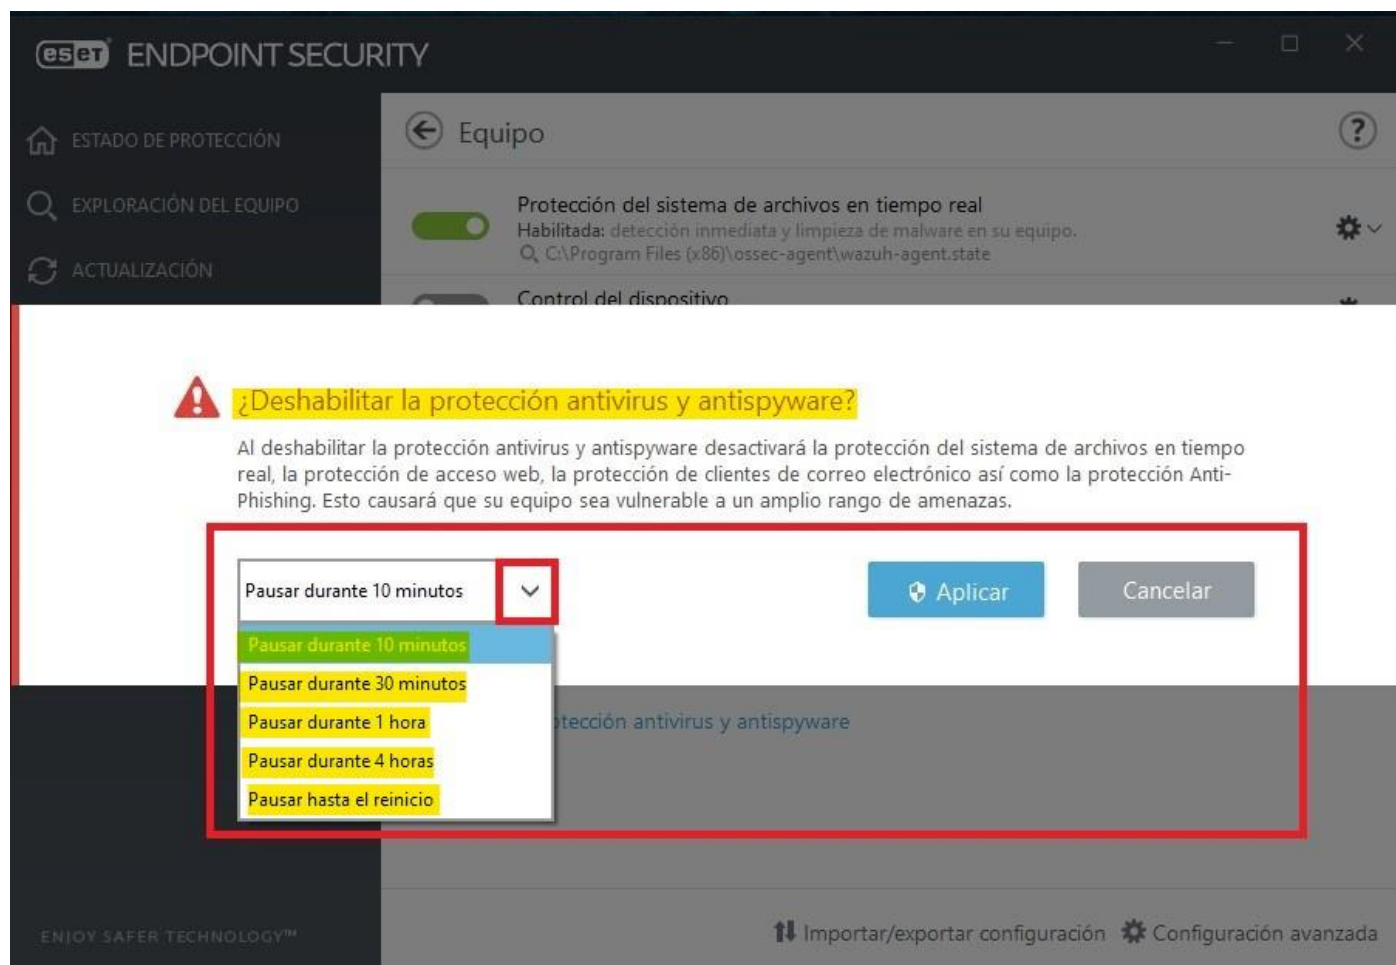 eset ENDPOINT SECURITY
ESTADO DE PROTECCIÓN
EXPLORACIÓN DEL EQUIPO
ACTUALIZACIÓN
Equipo
?
Protección del sistema de archivos en tiempo real
Habilitada: detección inmediata y limpieza de malware en su equipo.
C:\Program Files (x86)\ossec-agent\wazuh-agent.state
Control del dispositivo
¿Deshabilitar la protección antivirus y antispyware?
Al deshabilitar la protección antivirus y antispyware desactivará la protección del sistema de archivos en tiempo
real, la protección de acceso web, la protección de clientes de correo electrónico así como la protección Anti-
Phishing. Esto causará que su equipo sea vulnerable a un amplio rango de amenazas.
Pausar durante 10 minutos
Aplicar
Cancelar
Pausar durante 10 minutos
Pausar durante 30 minutos
Pausar durante 1 hora
Pausar durante 4 horas
Pausar hasta el reinicio
antivirus y antispyware
ENJOY SAFER TECHNOLOGY™
Importar/exportar configuración
Configuración avanzada